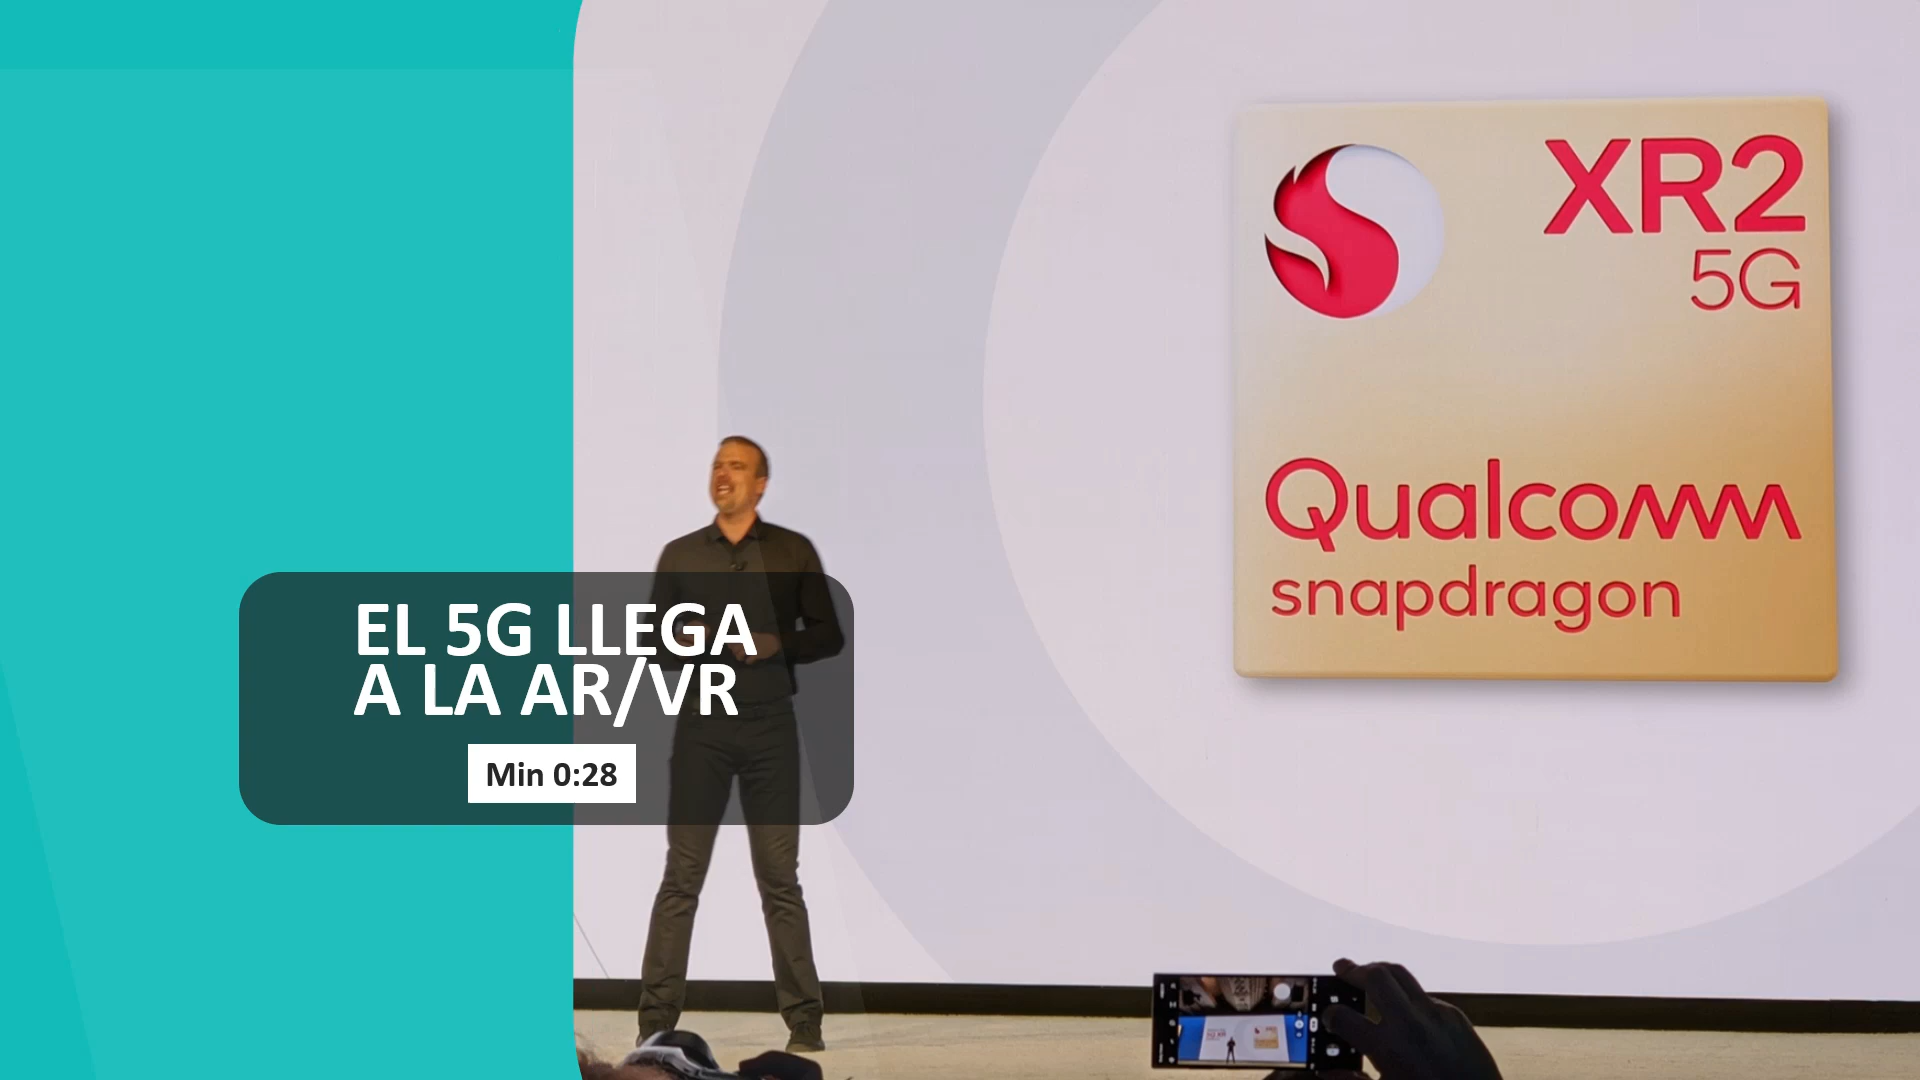 XR2
5G
Qualcomm
snapdragon
EL 5G LLEGA
A LA AR/VR
Min 0:28